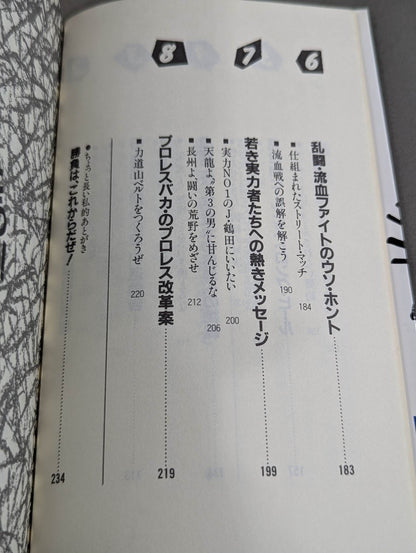 6
乱闘・流血ファイトのウソ・ホント 183
■仕組まれたストリート・マッチ 184
■流血戦への誤解を解こう 190
7
若き実力者たちへの熱きメッセージ 199
■実力NO1のJ・鶴田にいいたい 200
■天龍よ〝第3の男〟に甘んじるな 206
■長州よ闘いの荒野をめざせ 212
8
プロレスバカ・のプロレス改革案 219
■力道山ベルトをつくろうぜ 220
●ちょっと長い私的あとがき
勝負は、これからだぜ! 234